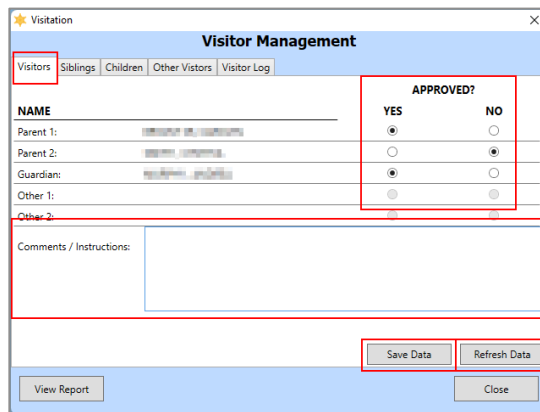 Visitation
Visitor Management
Visitors Siblings Children Other Vistors Visitor Log
APPROVED?
NAME YES NO
Parent 1:
Parent 2:
Guardian:
Other 1:
Other 2:
Comments / Instructions:
Save Data Refresh Data
View Report Close